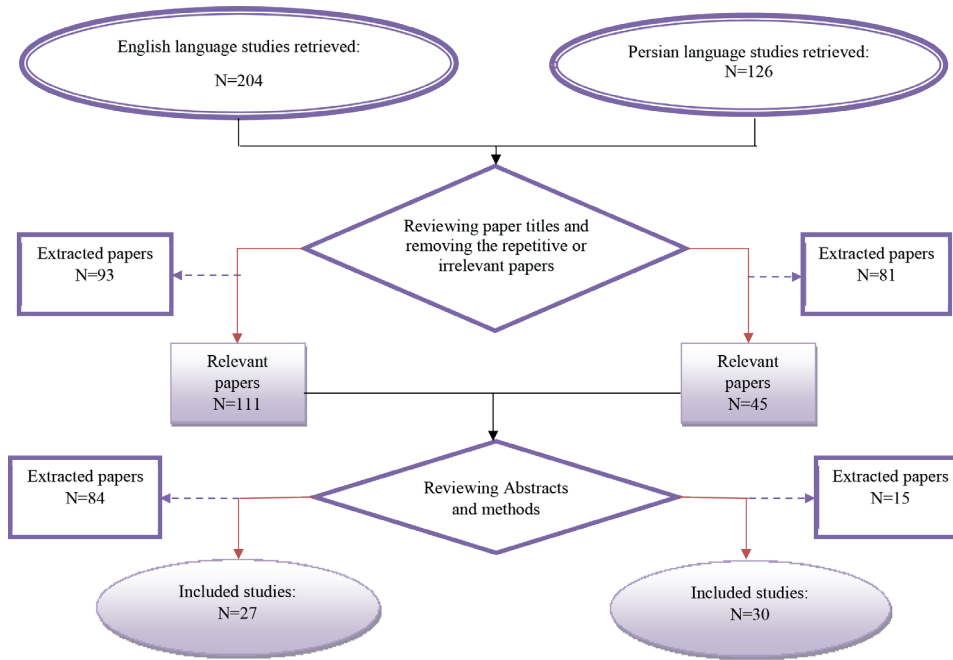 English language studies retrieved:
N=204
Persian language studies retrieved:
N=126
Reviewing paper titles and
removing the repetitive or
irrelevant papers
Extracted papers
N=93
Extracted papers
N=81
Relevant
papers
N=111
Relevant
papers
N=45
Reviewing Abstracts
and methods
Extracted papers
N=84
Extracted papers
N=15
Included studies:
N=27
Included studies:
N=30